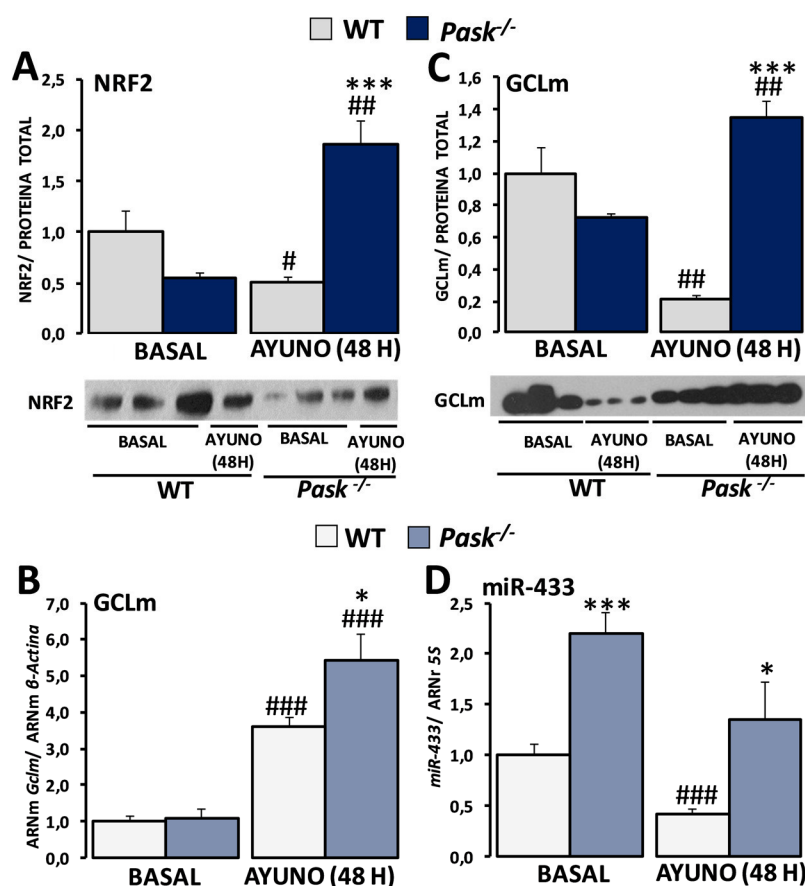 WT Pask-/-
A
NRF2
NRF2/ PROTEINA TOTAL
2,5
2,0
1,5
1,0
0,5
0,0
#
***
##
BASAL AYUNO (48 H)
NRF2
BASAL AYUNO (48H) BASAL AYUNO (48H)
WT Pask -/-
C
GCLm
GCLm/ PROTEINA TOTAL
1,6
1,4
1,2
1,0
0,8
0,6
0,4
0,2
0,0
##
***
##
BASAL AYUNO (48 H)
GCLm
BASAL AYUNO (48H) BASAL AYUNO (48H)
WT Pask -/-
WT Pask-/-
B
GCLm
ARNm Gclm/ ARNm β-Actina
7,0
6,0
5,0
4,0
3,0
2,0
1,0
0,0
###
*
###
BASAL AYUNO (48 H)
D
miR-433
miR-433/ ARNr 5S
2,5
2,0
1,5
1,0
0,5
0,0
***
###
*
BASAL AYUNO (48 H)